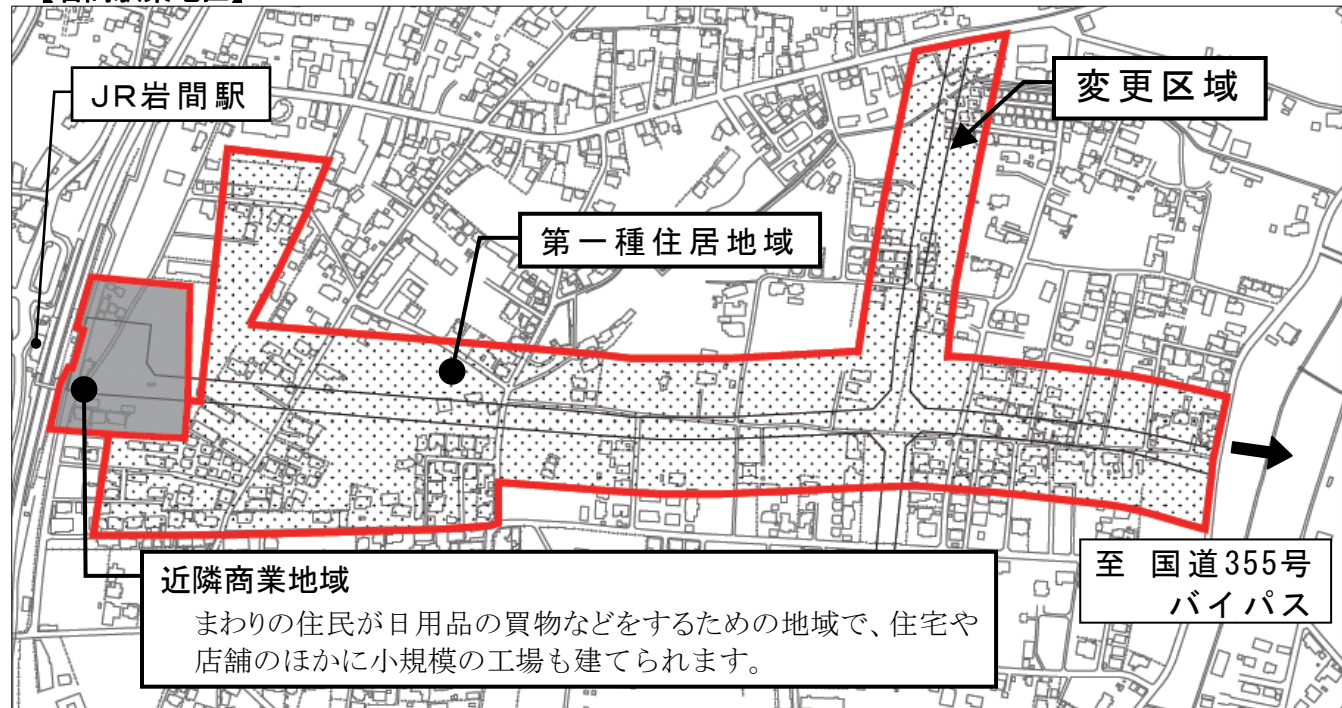 JR岩間駅
変更区域
第一種住居地域
近隣商業地域
まわりの住民が日用品の買物などをするための地域で、住宅や
店舗のほかに小規模の工場も建てられます。
至 国道355号
バイパス